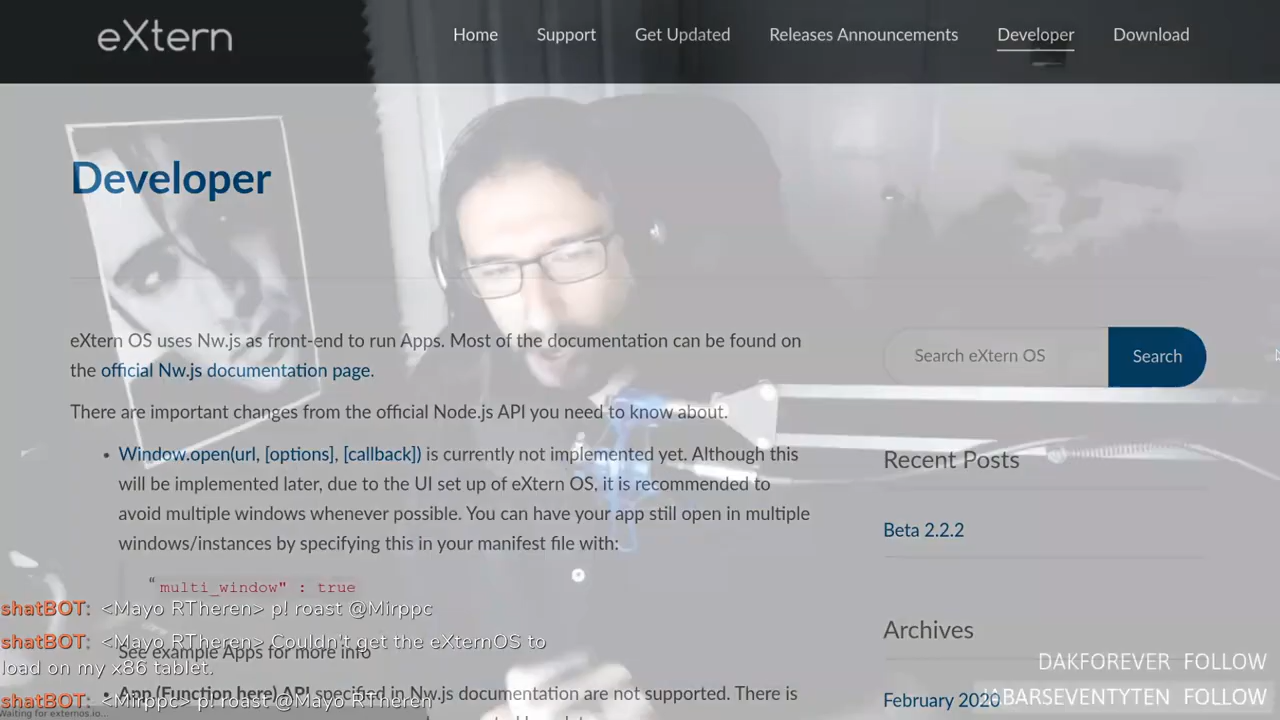 eXtern
Home Support Get Updated Releases Announcements Developer Download
Developer
eXtern OS uses Nw.js as front-end to run Apps. Most of the documentation can be found on
the official Nw.js documentation page.
There are important changes from the official Node.js API you need to know about.
• Window.open(url, [options], [callback]) is currently not implemented yet. Although this
will be implemented later, due to the UI set up of eXtern OS, it is recommended to
avoid multiple windows whenever possible. You can have your app still open in multiple
windows/instances by specifying this in your manifest file with:
“multi_window" : true
See example Apps for more info
• App (Function here) API specified in Nw.js documentation are not supported. There is
Search eXtern OS
Search
Recent Posts
Beta 2.2.2
Archives
February 2020
shatBOT: <Mayo RTheren> p! roast @Mirppc
shatBOT: <Mayo RTheren> Couldn't get the eXternOS to
load on my x86 tablet.
shatBOT: <Mirppc> p! roast @Mayo RTheren
DAKFOREVER FOLLOW
JABARSEVENTYTEN FOLLOW
Waiting for externos.io...